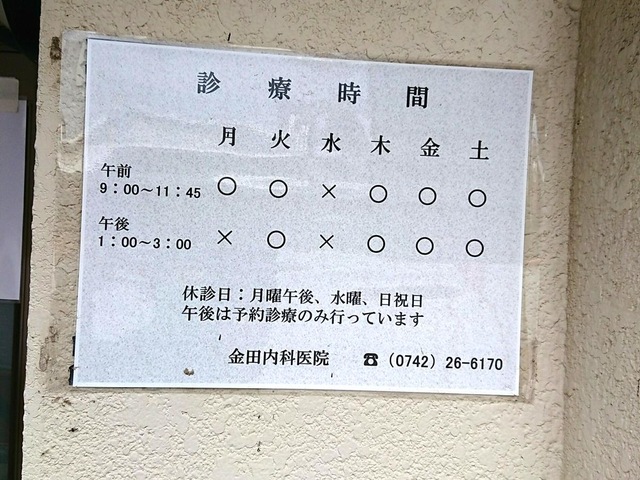 診療時間
月 火 水 木 金 土
午前
9：00～11：45 ○ ○ × ○ ○ ○
午後
1：00～3：00 × ○ × ○ ○ ○
休診日：月曜午後、水曜、日祝日
午後は予約診療のみ行っています
金田内科医院 ☎（0742）26-6170